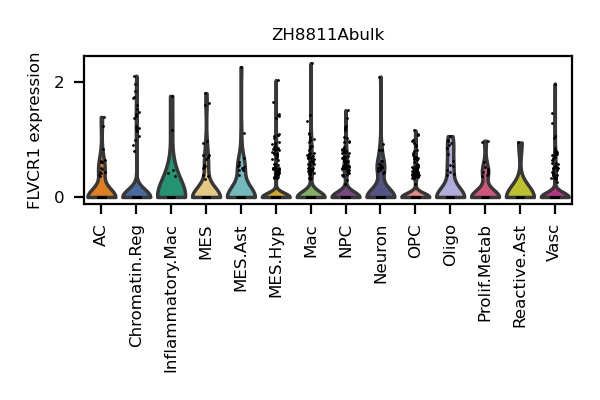 ZH8811Abulk
FLVCR1 expression
2
0
AC
Chromatin.Reg
Inflammatory.Mac
MES
MES.Ast
MES.Hyp
Mac
NPC
Neuron
OPC
Oligo
Prolif.Metab
Reactive.Ast
Vasc